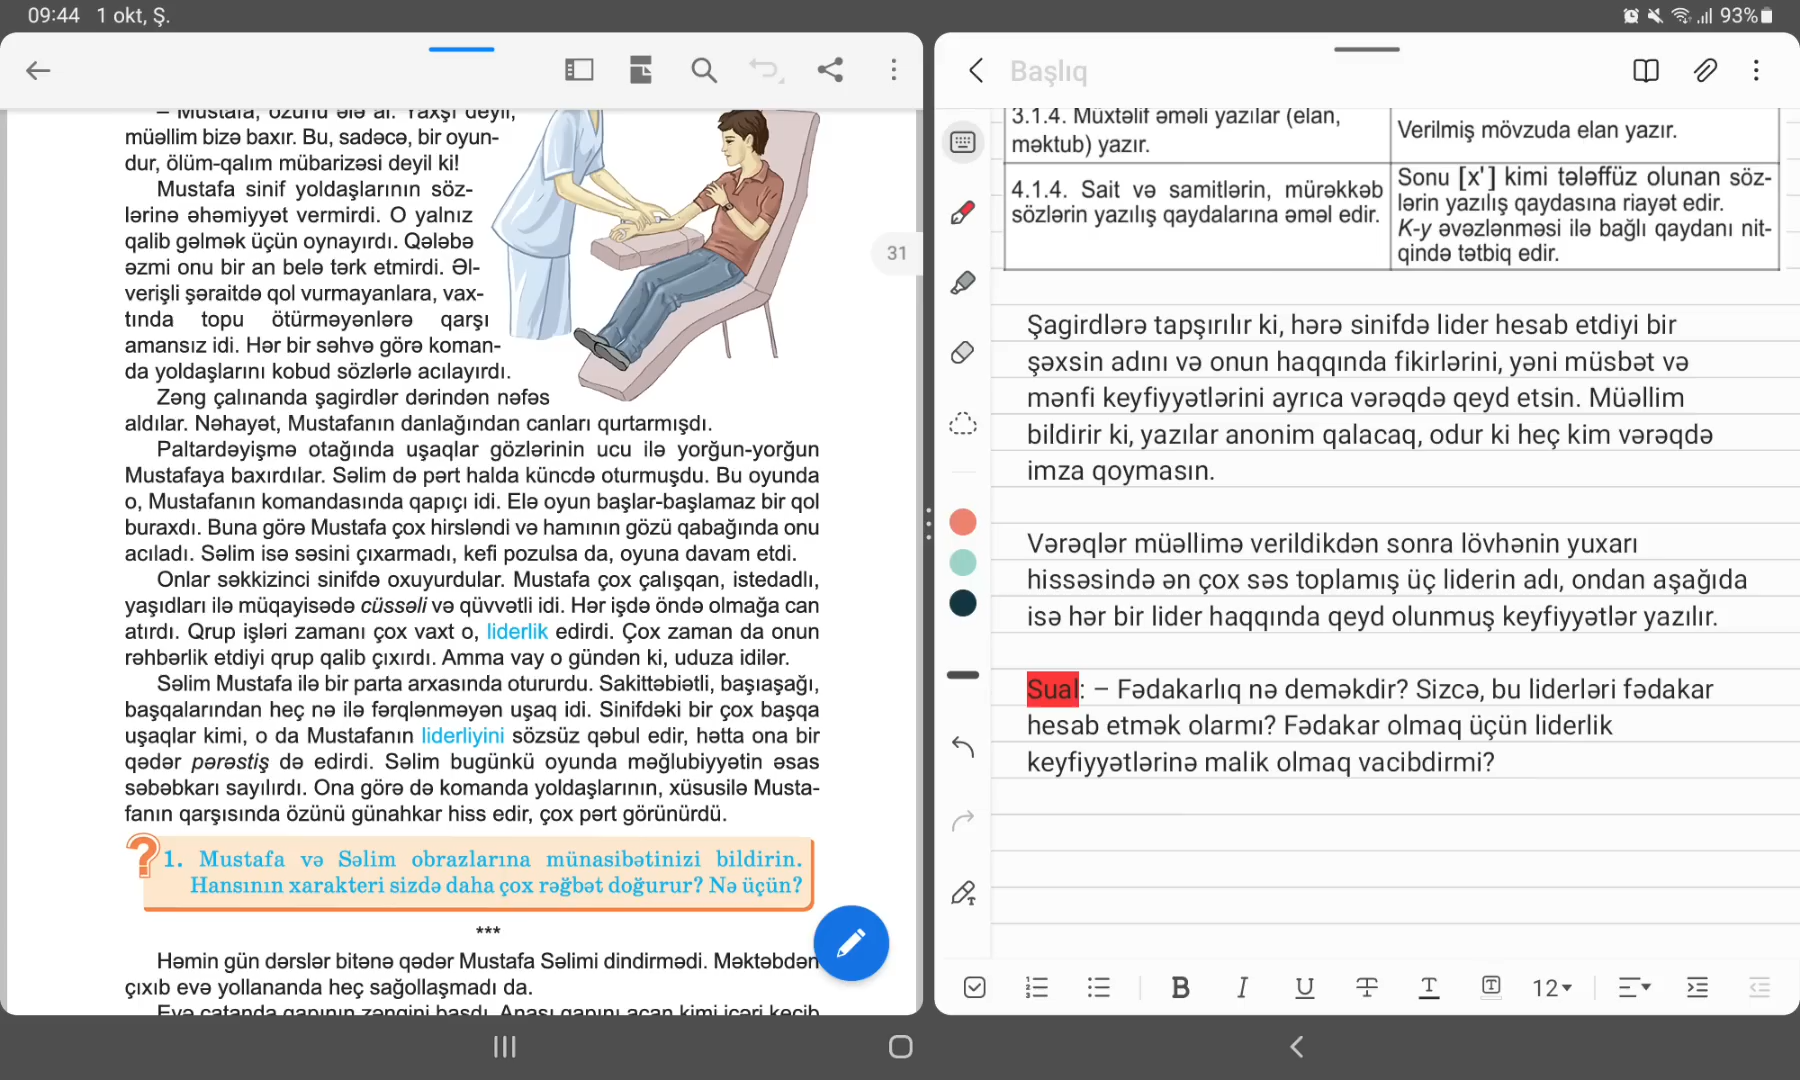 09:44 1 okt, Ş.
93%
– Mustafa, özünü ələ al. Yaxşı deyil,
müəllim bizə baxır. Bu, sadəcə, bir oyun-
dur, ölüm-qalım mübarizəsi deyil ki!
Mustafa sinif yoldaşlarının söz-
lərinə əhəmiyyət vermirdi. O yalnız
qalib gəlmək üçün oynayırdı. Qələbə
əzmi onu bir an belə tərk etmirdi. Əl-
verişli şəraitdə qol vurmayanlara, vax-
tında topu ötürməyənlərə qarşı
amansız idi. Hər bir səhvə görə koman-
da yoldaşlarını kobud sözlərlə acılayırdı.
Zəng çalınanda şagirdlər dərindən nəfəs
aldılar. Nəhayət, Mustafanın danlağından canları qurtarmışdı.
Paltardəyişmə otağında uşaqlar gözlərinin ucu ilə yorğun-yorğun
Mustafaya baxırdılar. Səlim də pərt halda küncdə oturmuşdu. Bu oyunda
o, Mustafanın komandasında qapıçı idi. Elə oyun başlar-başlamaz bir qol
buraxdı. Buna görə Mustafa çox hirsləndi və hamının gözü qabağında onu
acıladı. Səlim isə səsini çıxarmadı, kefi pozulsa da, oyuna davam etdi.
Onlar səkkizinci sinifdə oxuyurdular. Mustafa çox çalışqan, istedadlı,
yaşıdları ilə müqayisədə cüssəli və qüvvətli idi. Hər işdə öndə olmağa can
atırdı. Qrup işləri zamanı çox vaxt o, liderlik edirdi. Çox zaman da onun
rəhbərlik etdiyi qrup qalib çıxırdı. Amma vay o gündən ki, uduza idilər.
Səlim Mustafa ilə bir parta arxasında otururdu. Sakittəbiətli, başıaşağı,
başqalarından heç nə ilə fərqlənməyən uşaq idi. Sinifdəki bir çox başqa
uşaqlar kimi, o da Mustafanın liderliyini sözsüz qəbul edir, hətta ona bir
qədər pərəstiş də edirdi. Səlim bugünkü oyunda məğlubiyyətin əsas
səbəbkarı sayılırdı. Ona görə də komanda yoldaşlarının, xüsusilə Musta-
fanın qarşısında özünü günahkar hiss edir, çox pərt görünürdü.
? 1. Mustafa və Səlim obrazlarına münasibətinizi bildirin.
Hansının xarakteri sizdə daha çox rəğbət doğurur? Nə üçün?
***
Həmin gün dərslər bitənə qədər Mustafa Səlimi dindirmədi. Məktəbdən
çıxıb evə yollananda heç sağollaşmadı da.
Evə çatanda qapının zəngini basdı. Anası qapını açan kimi içəri keçib
31
Başlıq
3.1.4. Müxtəlif əməli yazılar (elan,
məktub) yazır.
Verilmiş mövzuda elan yazır.
4.1.4. Sait və samitlərin, mürəkkəb
sözlərin yazılış qaydalarına əməl edir.
Sonu [x'] kimi tələffüz olunan söz-
lərin yazılış qaydasına riayət edir.
K-y əvəzlənməsi ilə bağlı qaydanı nit-
qində tətbiq edir.
Şagirdlərə tapşırılır ki, hərə sinifdə lider hesab etdiyi bir
şəxsin adını və onun haqqında fikirlərini, yəni müsbət və
mənfi keyfiyyətlərini ayrıca vərəqdə qeyd etsin. Müəllim
bildirir ki, yazılar anonim qalacaq, odur ki heç kim vərəqdə
imza qoymasın.
Vərəqlər müəllimə verildikdən sonra lövhənin yuxarı
hissəsində ən çox səs toplamış üç liderin adı, ondan aşağıda
isə hər bir lider haqqında qeyd olunmuş keyfiyyətlər yazılır.
Sual: – Fədakarlıq nə deməkdir? Sizcə, bu liderləri fədakar
hesab etmək olarmı? Fədakar olmaq üçün liderlik
keyfiyyətlərinə malik olmaq vacibdirmi?
B I U T T T 12